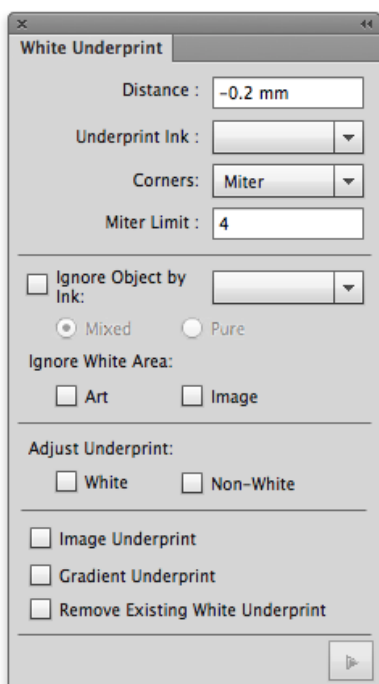 White Underprint
Distance : -0.2 mm
Underprint Ink :
Corners: Miter
Miter Limit : 4
Ignore Object by
Ink:
Mixed Pure
Ignore White Area:
Art Image
Adjust Underprint:
White Non-White
Image Underprint
Gradient Underprint
Remove Existing White Underprint